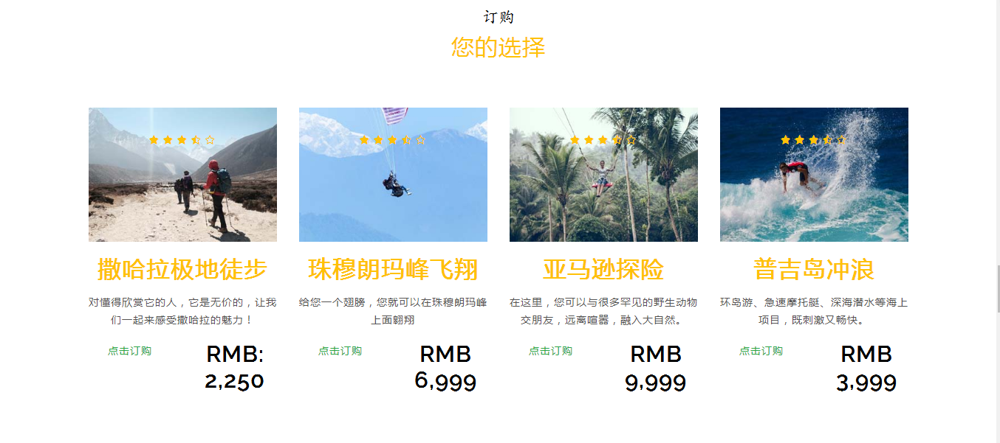 订购
您的选择
撒哈拉极地徒步
对懂得欣赏它的人，它是无价的，让我
们一起来感受撒哈拉的魅力！
点击订购
RMB:
2,250
珠穆朗玛峰飞翔
给您一个翅膀，您就可以在珠穆朗玛峰
上面翱翔
点击订购
RMB
6,999
亚马逊探险
在这里，您可以与很多罕见的野生动物
交朋友，远离喧嚣，融入大自然。
点击订购
RMB
9,999
普吉岛冲浪
环岛游、急速摩托艇、深海潜水等海上
项目，既刺激又畅快。
点击订购
RMB
3,999